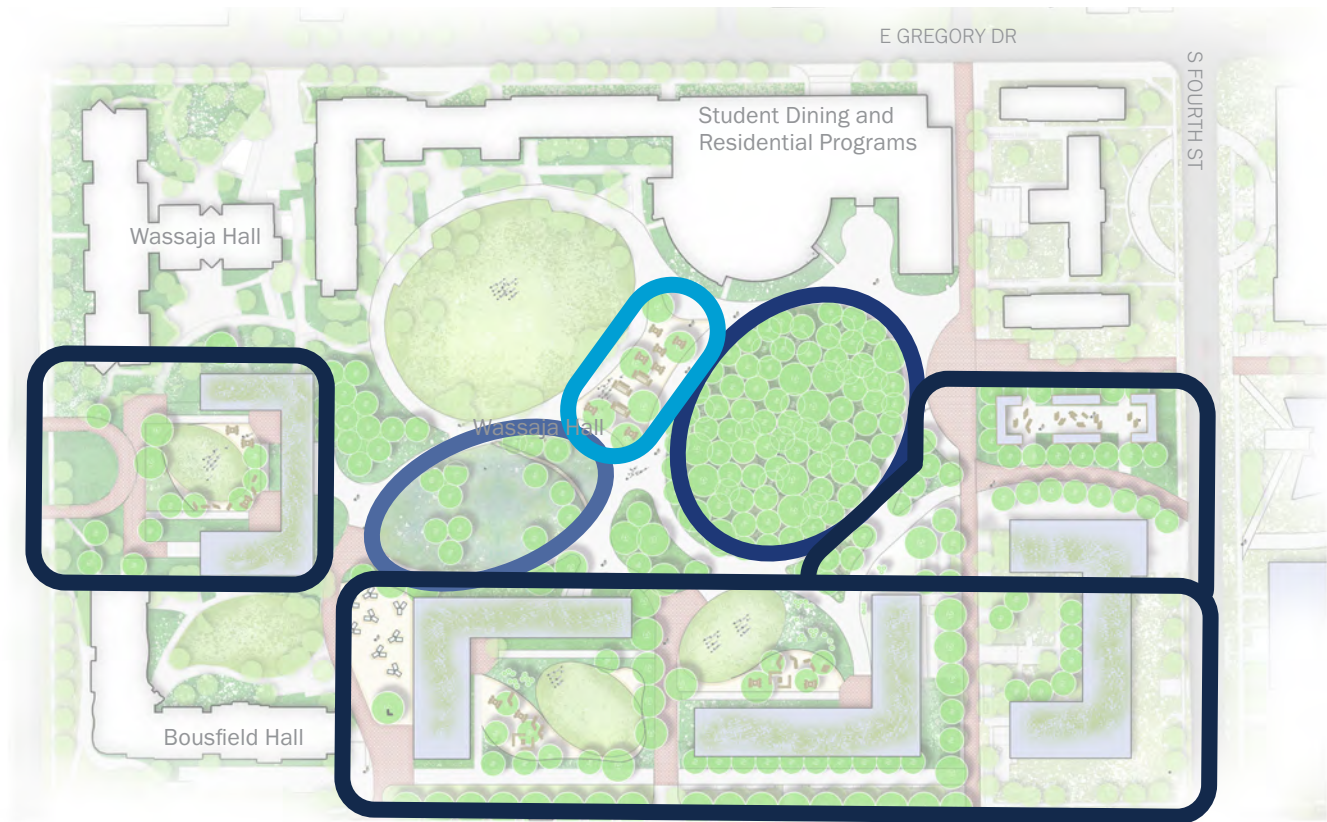 E GREGORY DR
S FOURTH ST
Student Dining and
Residential Programs
Wassaja Hall
Wassaja Hall
Bousfield Hall